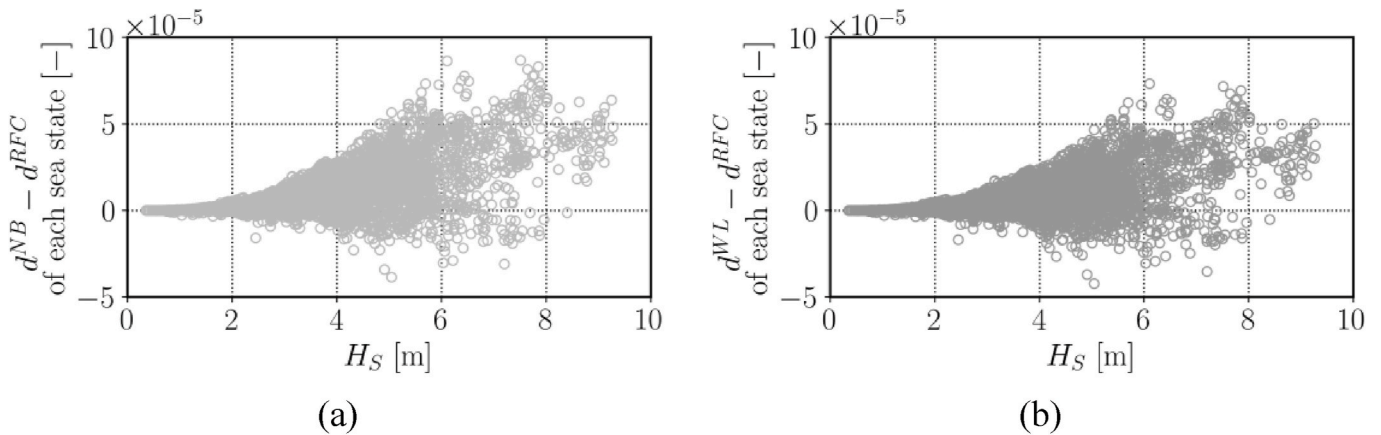 ×10⁻⁵
10
5
0
−5
0 2 4 6 8 10
d^{NB} − d^{RFC}
of each sea state [−]
H_S [m]
(a)
×10⁻⁵
10
5
0
−5
0 2 4 6 8 10
d^{WL} − d^{RFC}
of each sea state [−]
H_S [m]
(b)